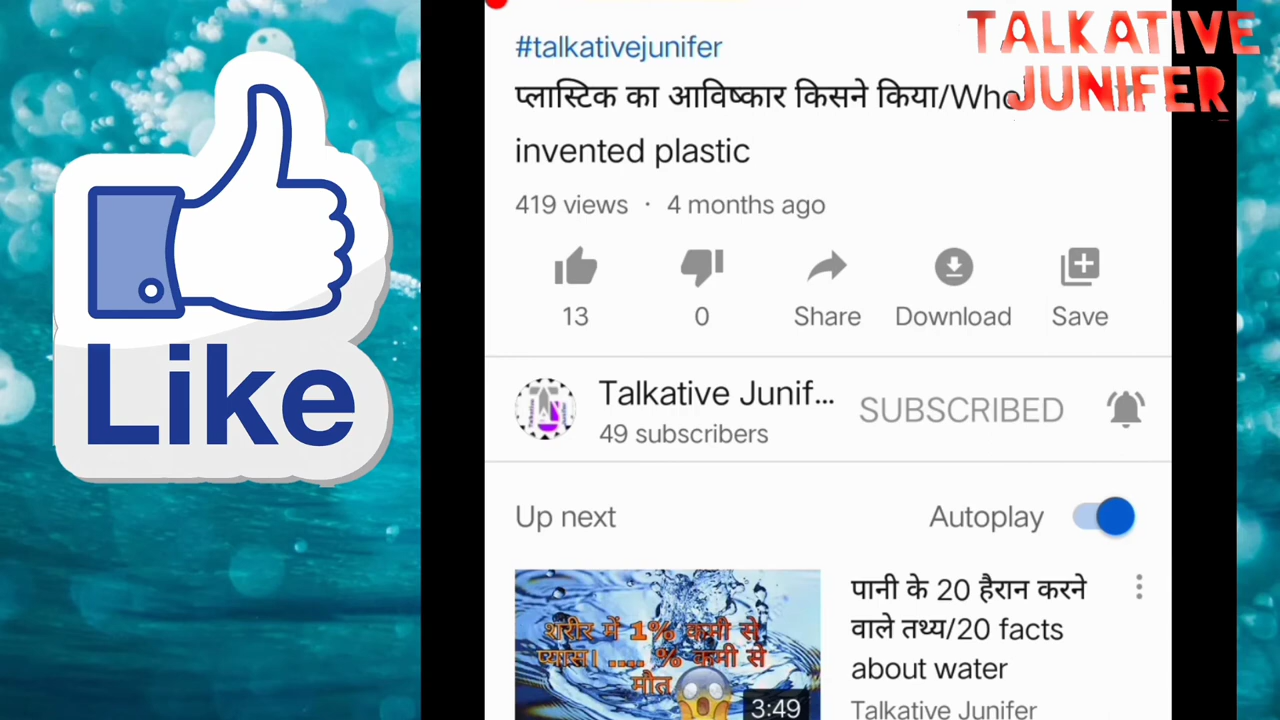 TALKATIVE
JUNIFER
#talkativejunifer
प्लास्टिक का आविष्कार किसने किया/Who
invented plastic
419 views · 4 months ago
13
0
Share
Download
Save
Like
Talkative Junif...
SUBSCRIBED
49 subscribers
Up next
Autoplay
शरीर में 1% कमी से
प्यास। .... % कमी से
मौत
3:49
पानी के 20 हैरान करने
वाले तथ्य/20 facts
about water
Talkative Junifer